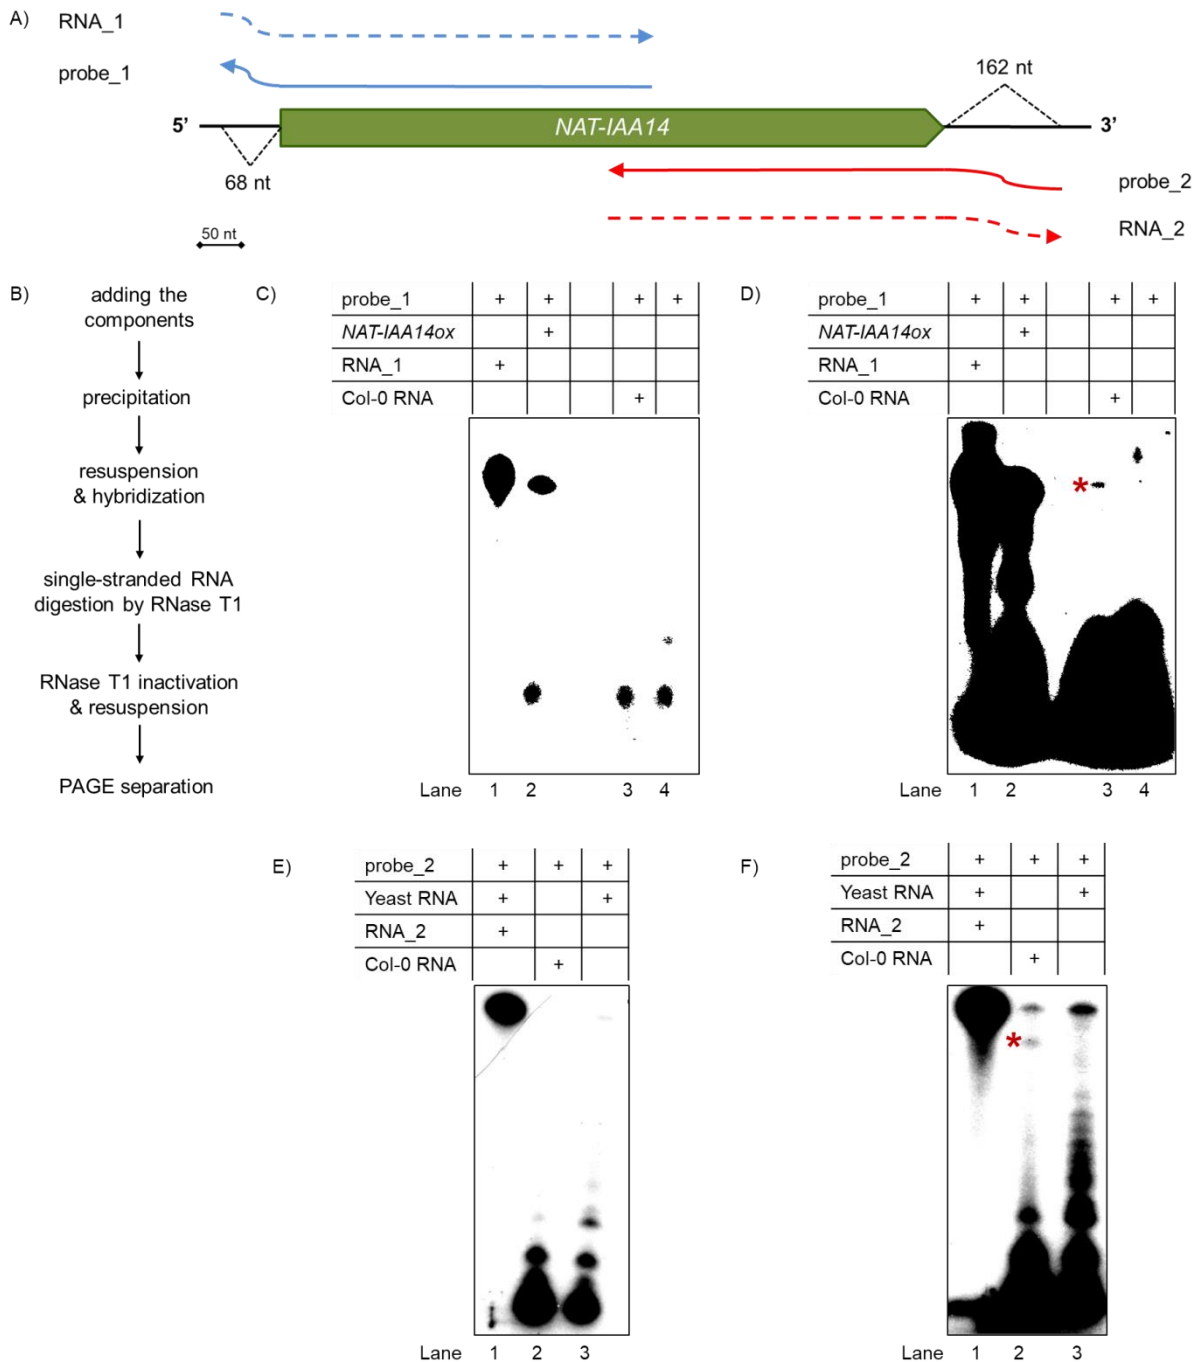 A)
RNA_1
probe_1
162 nt
5'
NAT-IAA14
3'
68 nt
probe_2
RNA_2
50 nt
B)
adding the
components
precipitation
resuspension
& hybridization
single-stranded RNA
digestion by RNase T1
RNase T1 inactivation
& resuspension
PAGE separation
C)
probe_1 + + + +
NAT-IAA14ox +
RNA_1 +
Col-0 RNA +
Lane 1 2 3 4
D)
probe_1 + + + +
NAT-IAA14ox +
RNA_1 +
Col-0 RNA +
*
Lane 1 2 3 4
E)
probe_2 + + +
Yeast RNA + +
RNA_2 +
Col-0 RNA +
Lane 1 2 3
F)
probe_2 + + +
Yeast RNA + +
RNA_2 +
Col-0 RNA +
*
Lane 1 2 3